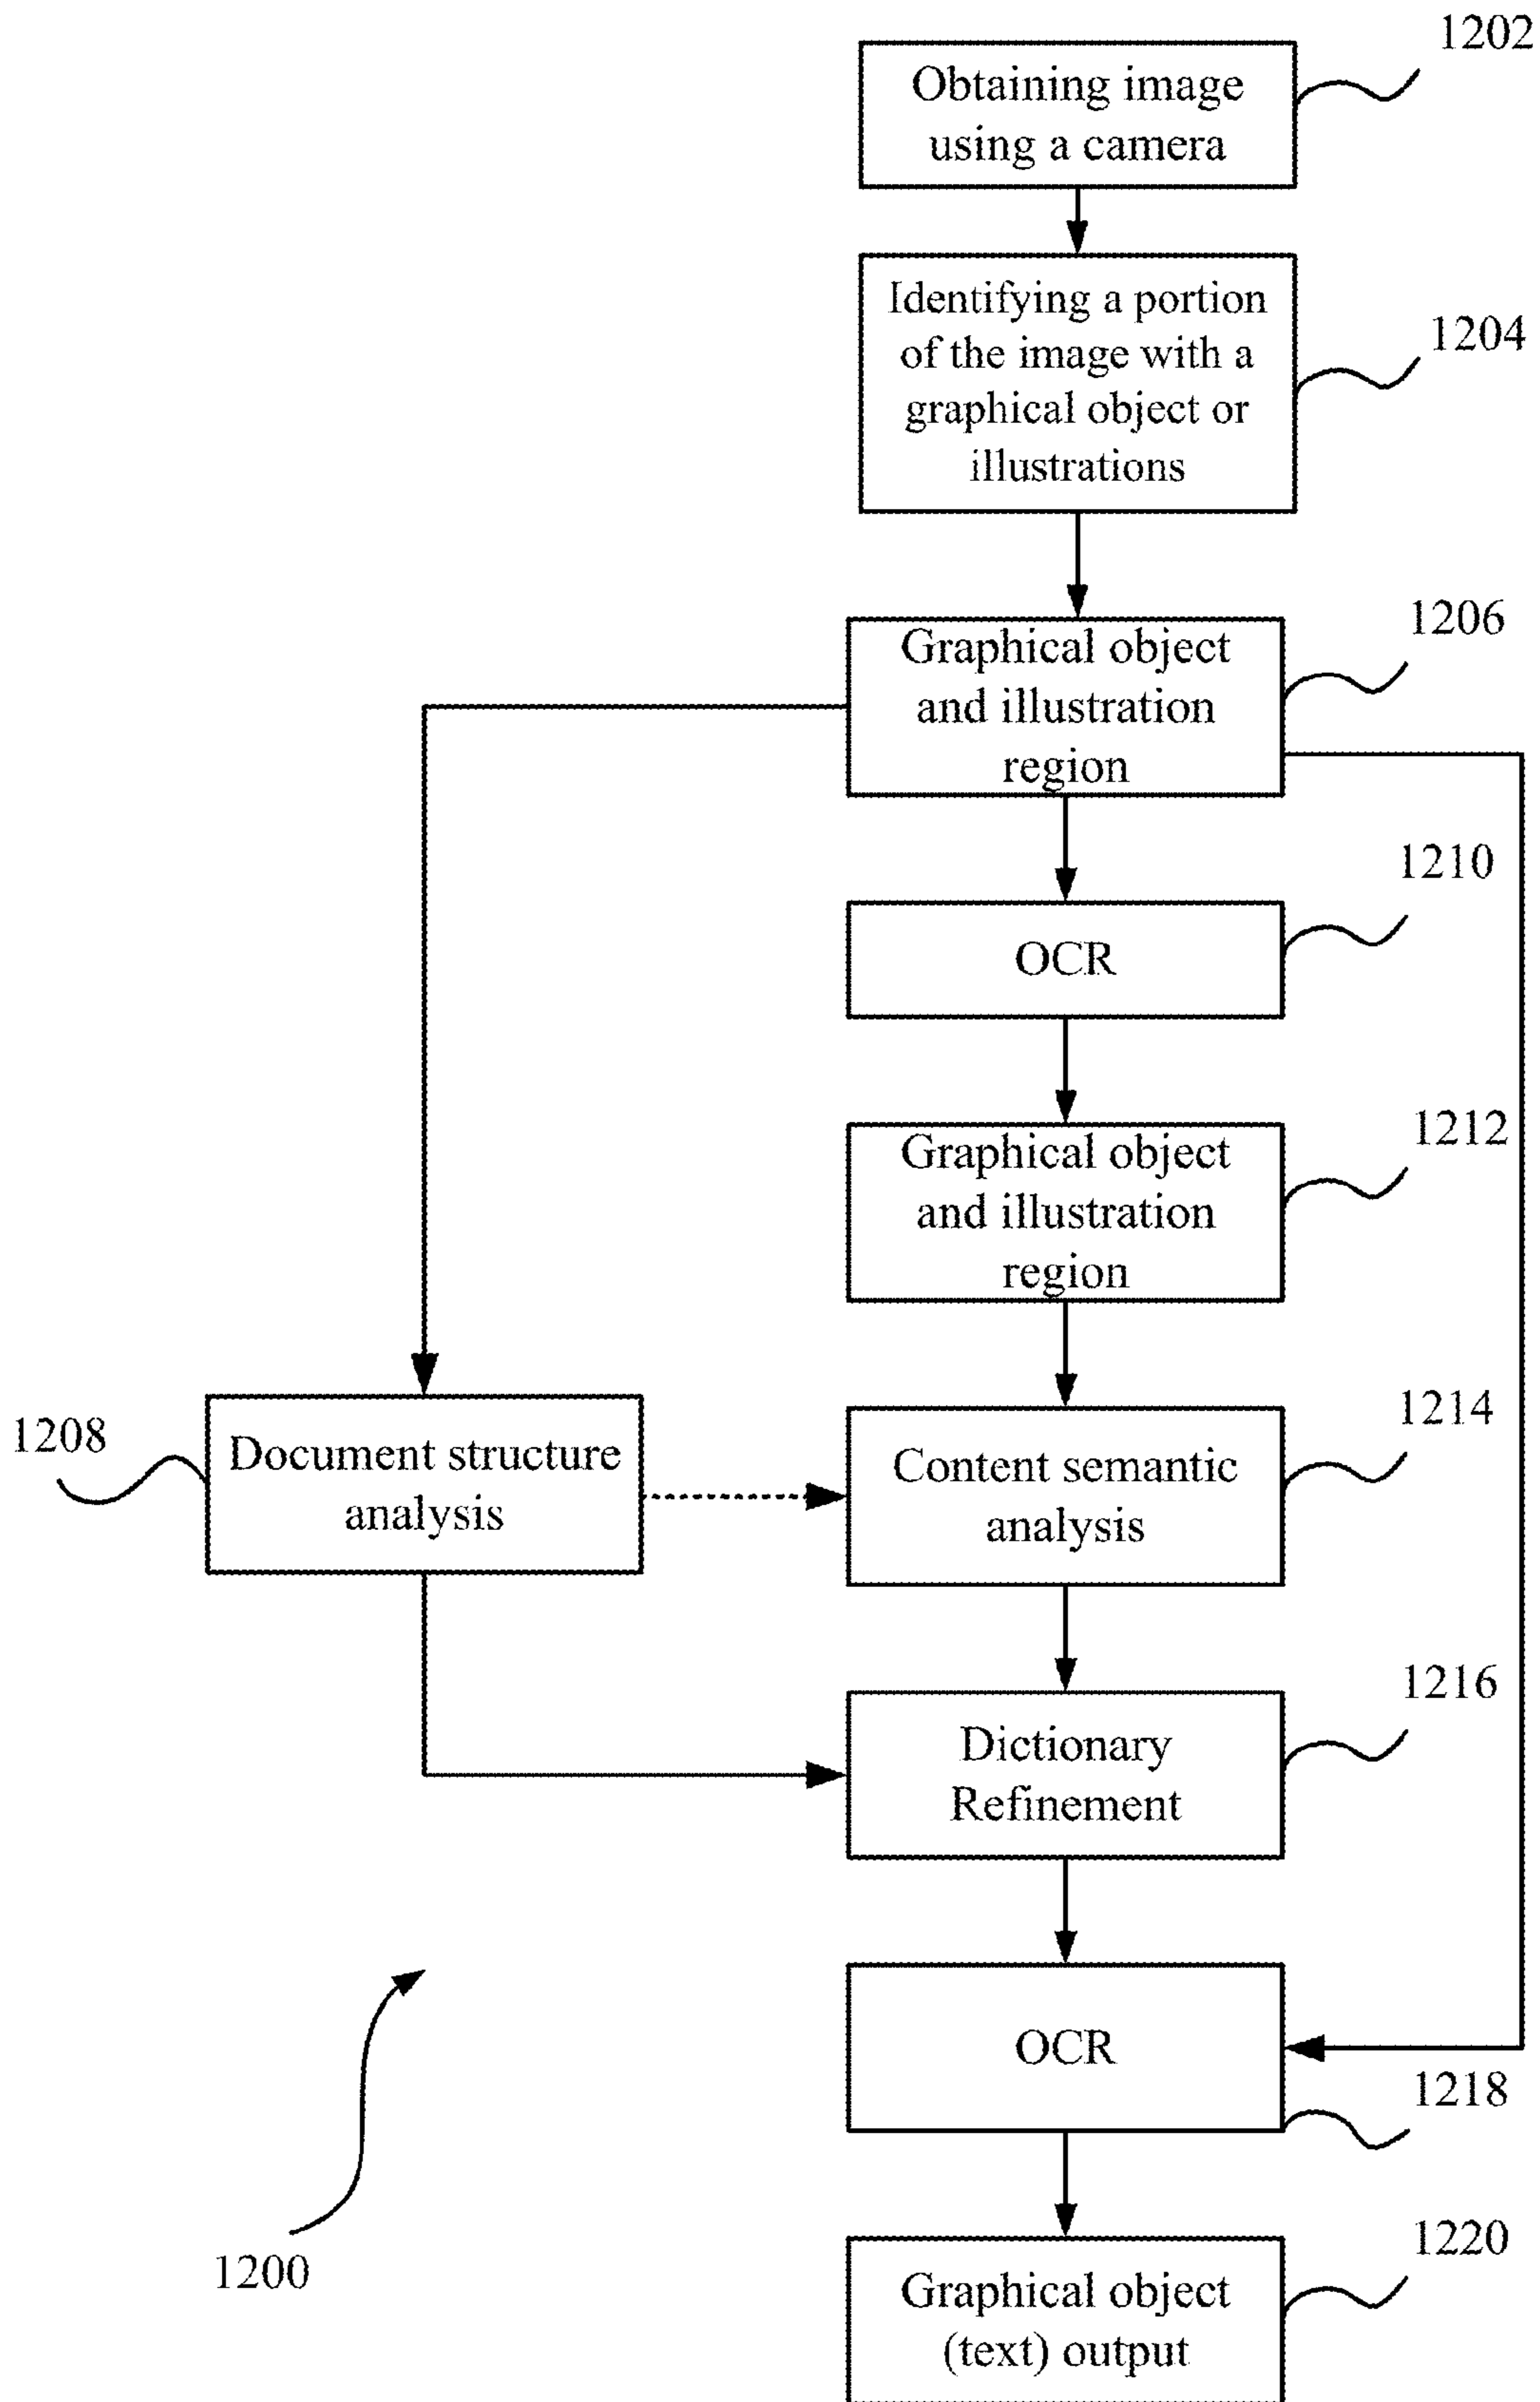 1202
Obtaining image
using a camera
Identifying a portion
of the image with a
graphical object or
illustrations
1204
1206
Graphical object
and illustration
region
1210
OCR
1212
Graphical object
and illustration
region
1208
Document structure
analysis
1214
Content semantic
analysis
1216
Dictionary
Refinement
OCR
1218
1200
1220
Graphical object
(text) output